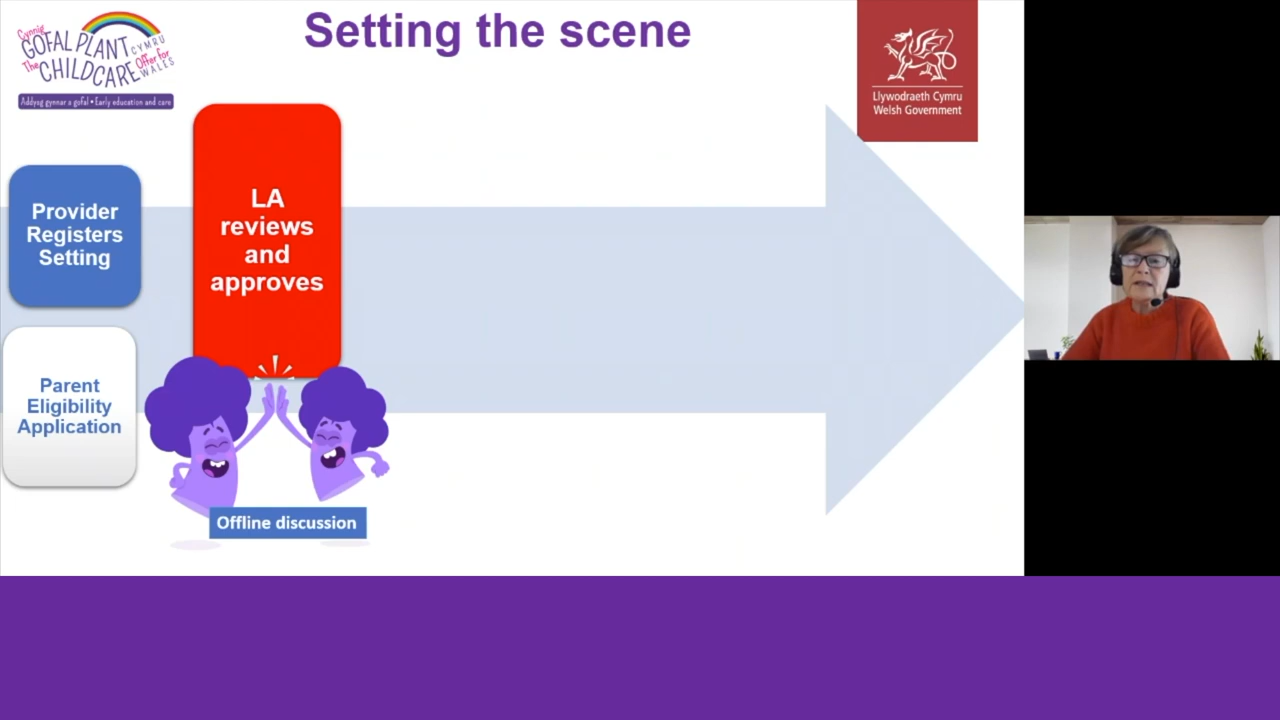 Setting the scene
Cynnig
GOFAL PLANT
CYMRU
The
CHILDCARE
Offer for
WALES
Addysg gynnar a gofal • Early education and care
Llywodraeth Cymru
Welsh Government
Provider
Registers
Setting
LA
reviews
and
approves
Parent
Eligibility
Application
Offline discussion